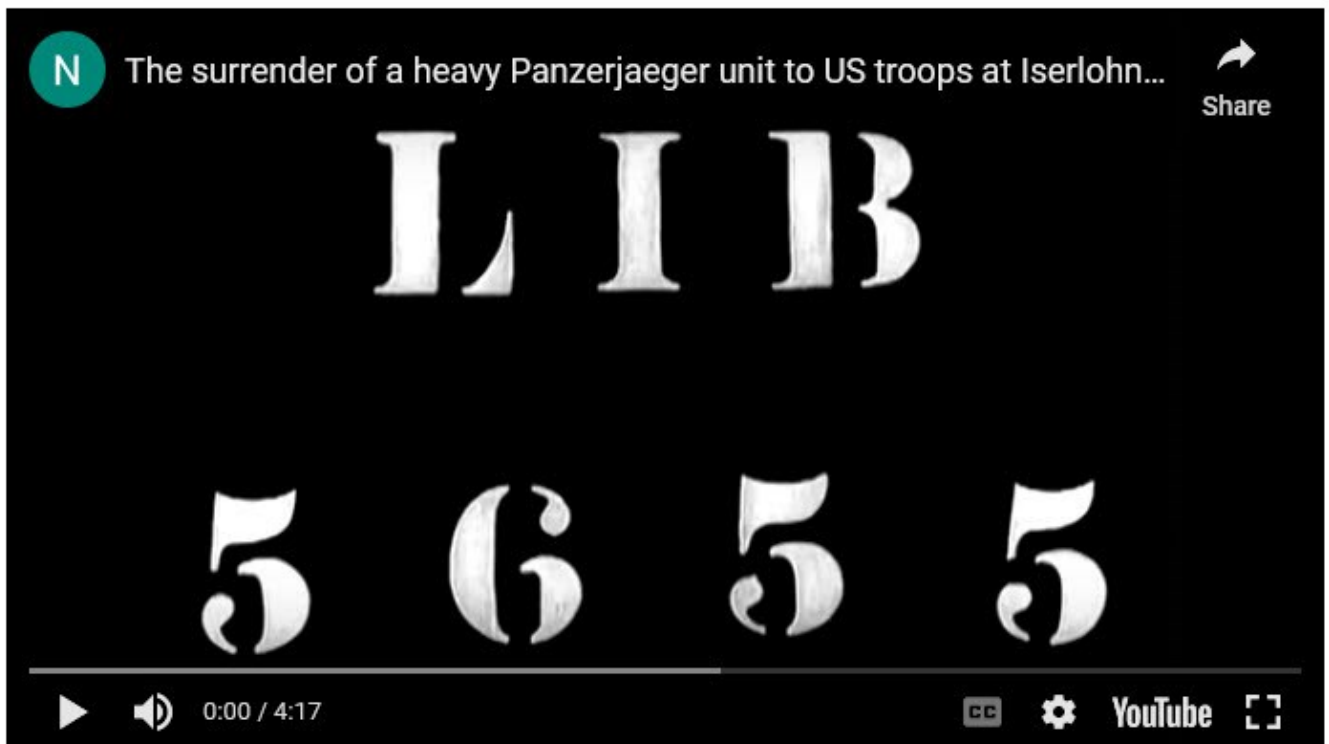 N
The surrender of a heavy Panzerjaeger unit to US troops at Iserlohn...
Share
LIB
5655
0:00 / 4:17
CC
YouTube